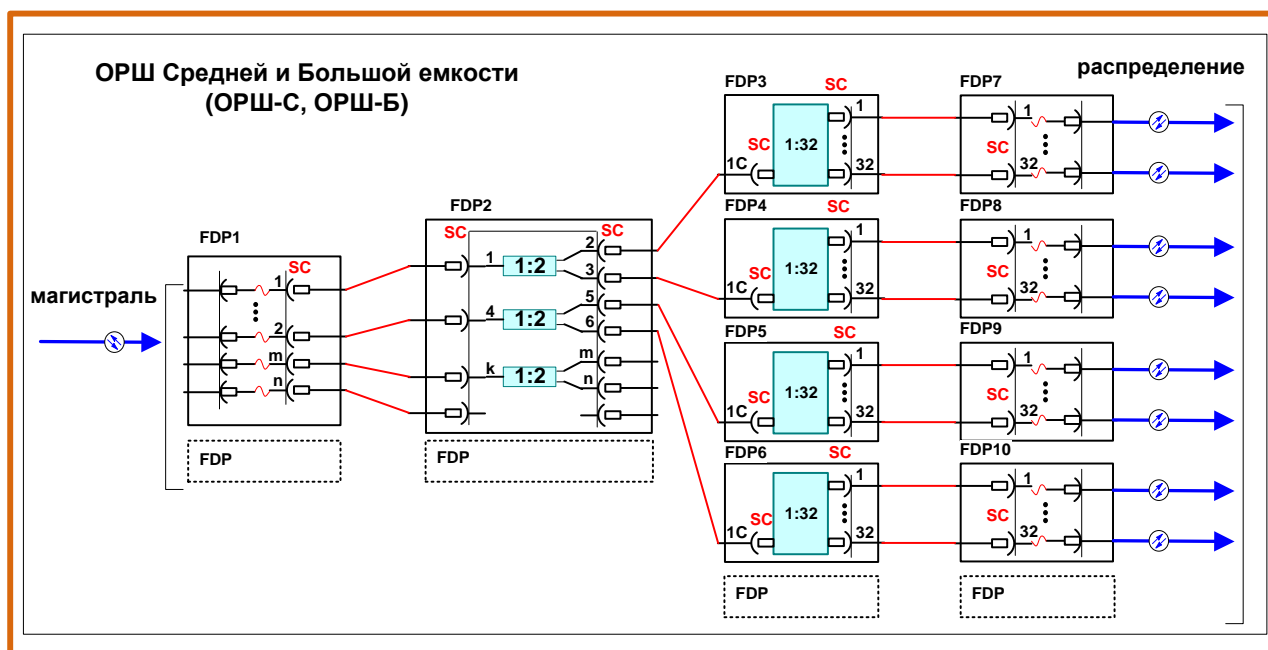 ОРШ Средней и Большой емкости
(ОРШ-С, ОРШ-Б)
распределение
магистраль
FDP1
SC
1
2
m
n
FDP
FDP2
SC
SC
1
1:2
2
3
4
1:2
5
6
k
1:2
m
n
FDP
FDP3
SC
1
SC
1:32
1C
32
FDP4
SC
1
SC
1:32
1C
32
FDP5
SC
1
SC
1:32
1C
32
FDP6
SC
1
SC
1:32
1C
32
FDP
FDP7
1
SC
32
FDP8
1
SC
32
FDP9
1
SC
32
FDP10
1
SC
32
FDP